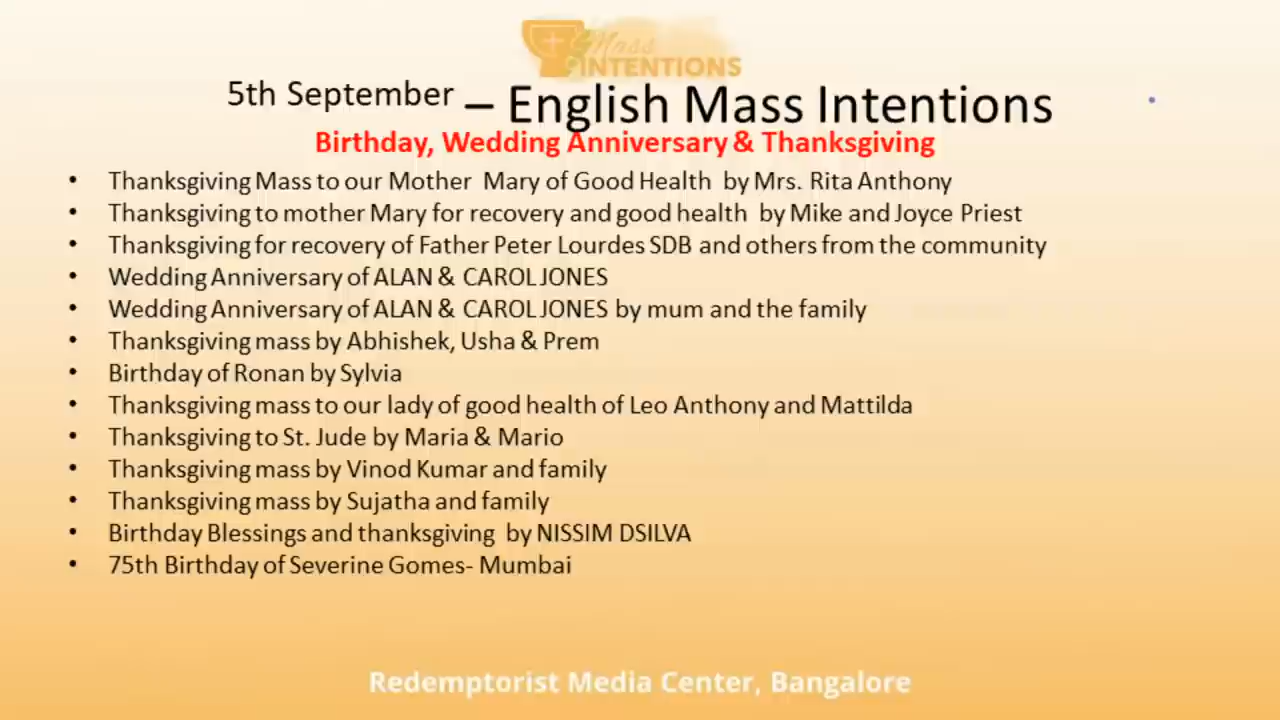 Mass
INTENTIONS
5th September – English Mass Intentions
Birthday, Wedding Anniversary & Thanksgiving
• Thanksgiving Mass to our Mother Mary of Good Health by Mrs. Rita Anthony
• Thanksgiving to mother Mary for recovery and good health by Mike and Joyce Priest
• Thanksgiving for recovery of Father Peter Lourdes SDB and others from the community
• Wedding Anniversary of ALAN & CAROL JONES
• Wedding Anniversary of ALAN & CAROL JONES by mum and the family
• Thanksgiving mass by Abhishek, Usha & Prem
• Birthday of Ronan by Sylvia
• Thanksgiving mass to our lady of good health of Leo Anthony and Mattilda
• Thanksgiving to St. Jude by Maria & Mario
• Thanksgiving mass by Vinod Kumar and family
• Thanksgiving mass by Sujatha and family
• Birthday Blessings and thanksgiving by NISSIM DSILVA
• 75th Birthday of Severine Gomes- Mumbai
Redemptorist Media Center, Bangalore